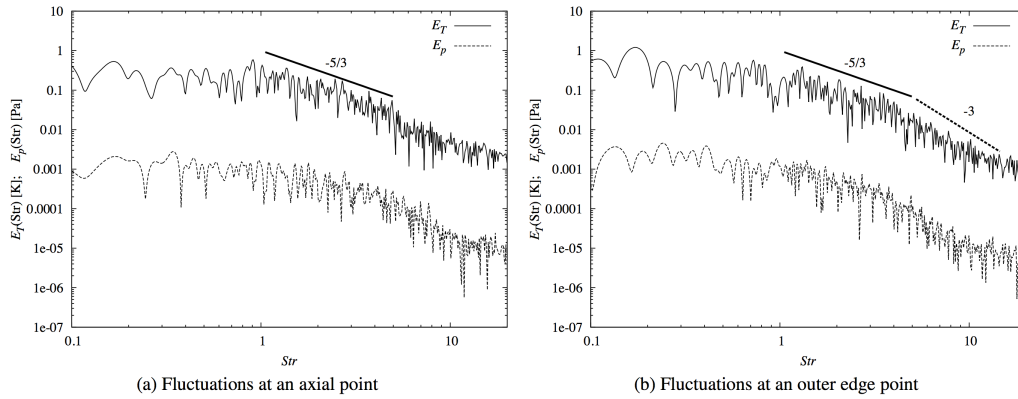 10
1
0.1
0.01
0.001
0.0001
1e-05
1e-06
1e-07
E_T(Str) [K]; E_p(Str) [Pa]
E_T
E_p
-5/3
0.1 1 10
Str
(a) Fluctuations at an axial point
10
1
0.1
0.01
0.001
0.0001
1e-05
1e-06
1e-07
E_T(Str) [K]; E_p(Str) [Pa]
E_T
E_p
-5/3
-3
0.1 1 10
Str
(b) Fluctuations at an outer edge point